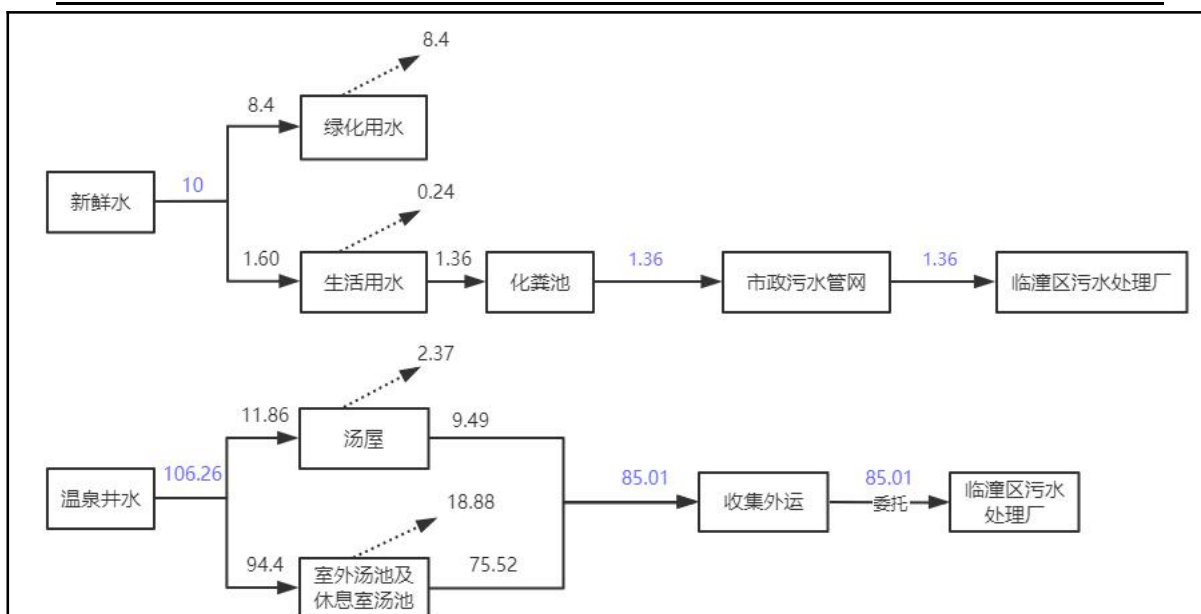 8.4
8.4
绿化用水
新鲜水
10
0.24
1.60
生活用水
1.36
化粪池
1.36
市政污水管网
1.36
临潼区污水处理厂
2.37
11.86
汤屋
9.49
温泉井水
106.26
85.01
收集外运
85.01
委托
临潼区污水
处理厂
18.88
94.4
室外汤池及
休息室汤池
75.52